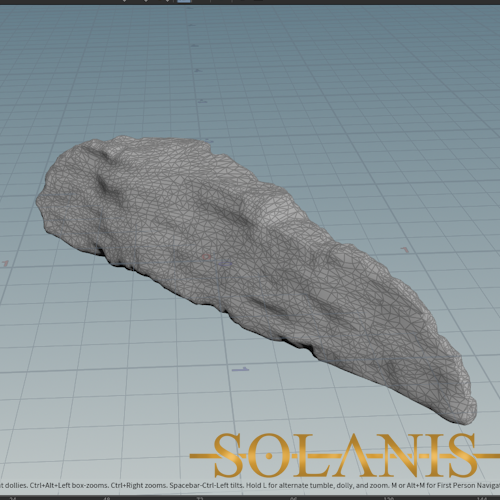 SOLANIS
t dollies. Ctrl+Alt+Left box-zooms. Ctrl+Right zooms. Spacebar-Ctrl-Left tilts. Hold L for alternate tumble, dolly, and zoom. M or Alt+M for First Person Naviga